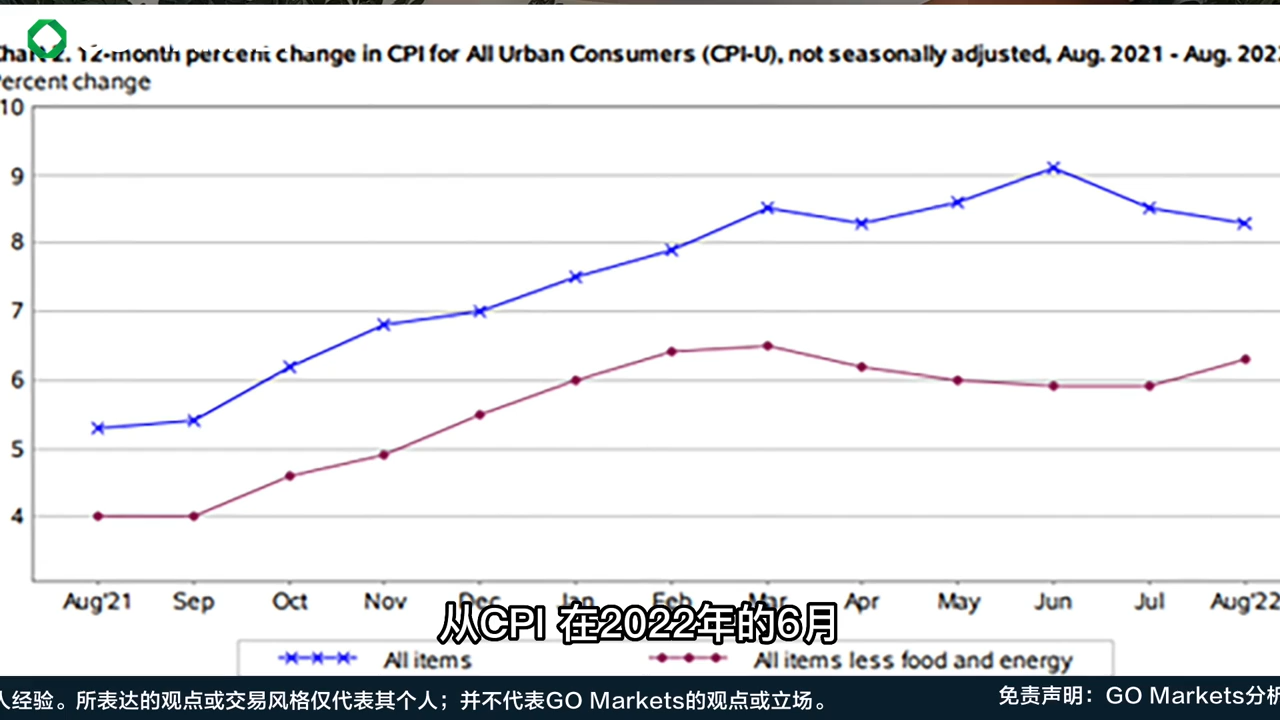 12-month percent change in CPI for All Urban Consumers (CPI-U), not seasonally adjusted, Aug. 2021 - Aug. 202
ercent change
10
9
8
7
6
5
4
Aug'21 Sep Oct Nov Dec Jan Feb Mar Apr May Jun Jul Aug'22
从CPI 在2022年的6月
All items All items less food and energy
人经验。所表达的观点或交易风格仅代表其个人；并不代表GO Markets的观点或立场。 免责声明：GO Markets分析